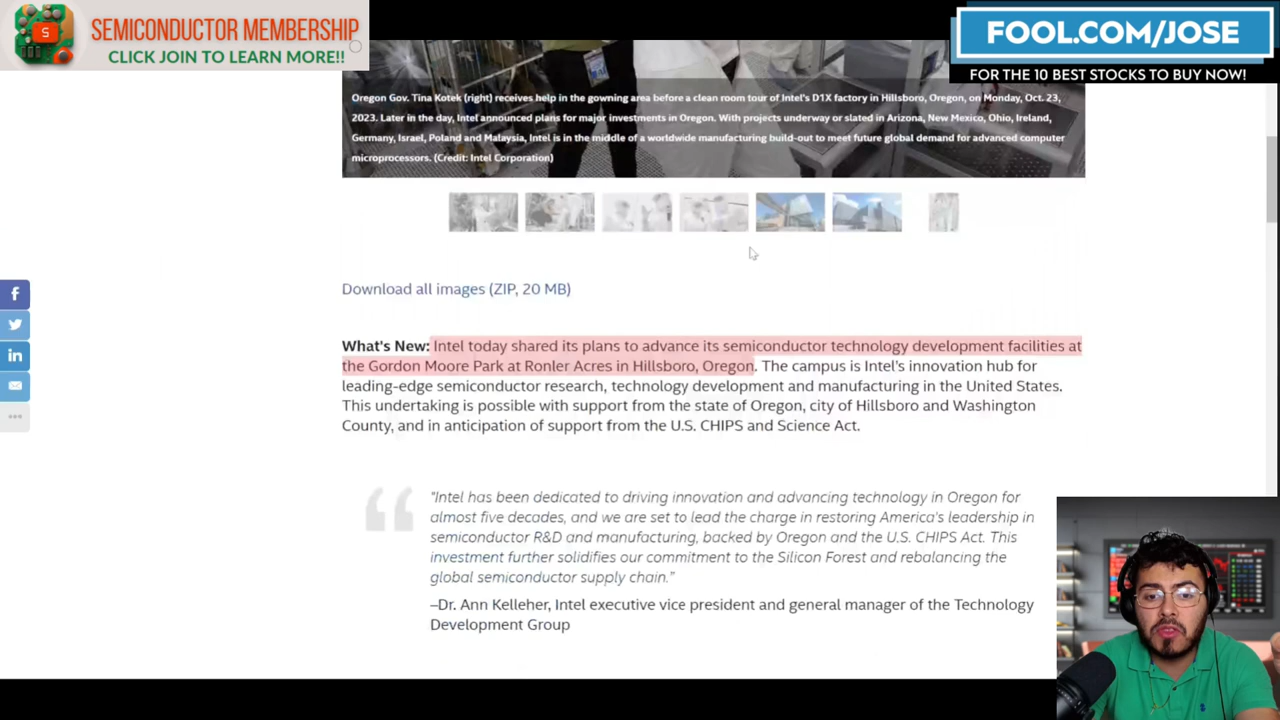 SEMICONDUCTOR MEMBERSHIP
CLICK JOIN TO LEARN MORE!!
S
FOOL.COM/JOSE
FOR THE 10 BEST STOCKS TO BUY NOW!
Oregon Gov. Tina Kotek (right) receives help in the gowning area before a clean room tour of Intel's D1X factory in Hillsboro, Oregon, on Monday, Oct. 23,
2023. Later in the day, Intel announced plans for major investments in Oregon. With projects underway or slated in Arizona, New Mexico, Ohio, Ireland,
Germany, Israel, Poland and Malaysia, Intel is in the middle of a worldwide manufacturing build-out to meet future global demand for advanced computer
microprocessors. (Credit: Intel Corporation)
Download all images (ZIP, 20 MB)
What's New: Intel today shared its plans to advance its semiconductor technology development facilities at
the Gordon Moore Park at Ronler Acres in Hillsboro, Oregon. The campus is Intel's innovation hub for
leading-edge semiconductor research, technology development and manufacturing in the United States.
This undertaking is possible with support from the state of Oregon, city of Hillsboro and Washington
County, and in anticipation of support from the U.S. CHIPS and Science Act.
"Intel has been dedicated to driving innovation and advancing technology in Oregon for
almost five decades, and we are set to lead the charge in restoring America's leadership in
semiconductor R&D and manufacturing, backed by Oregon and the U.S. CHIPS Act. This
investment further solidifies our commitment to the Silicon Forest and rebalancing the
global semiconductor supply chain."
–Dr. Ann Kelleher, Intel executive vice president and general manager of the Technology
Development Group